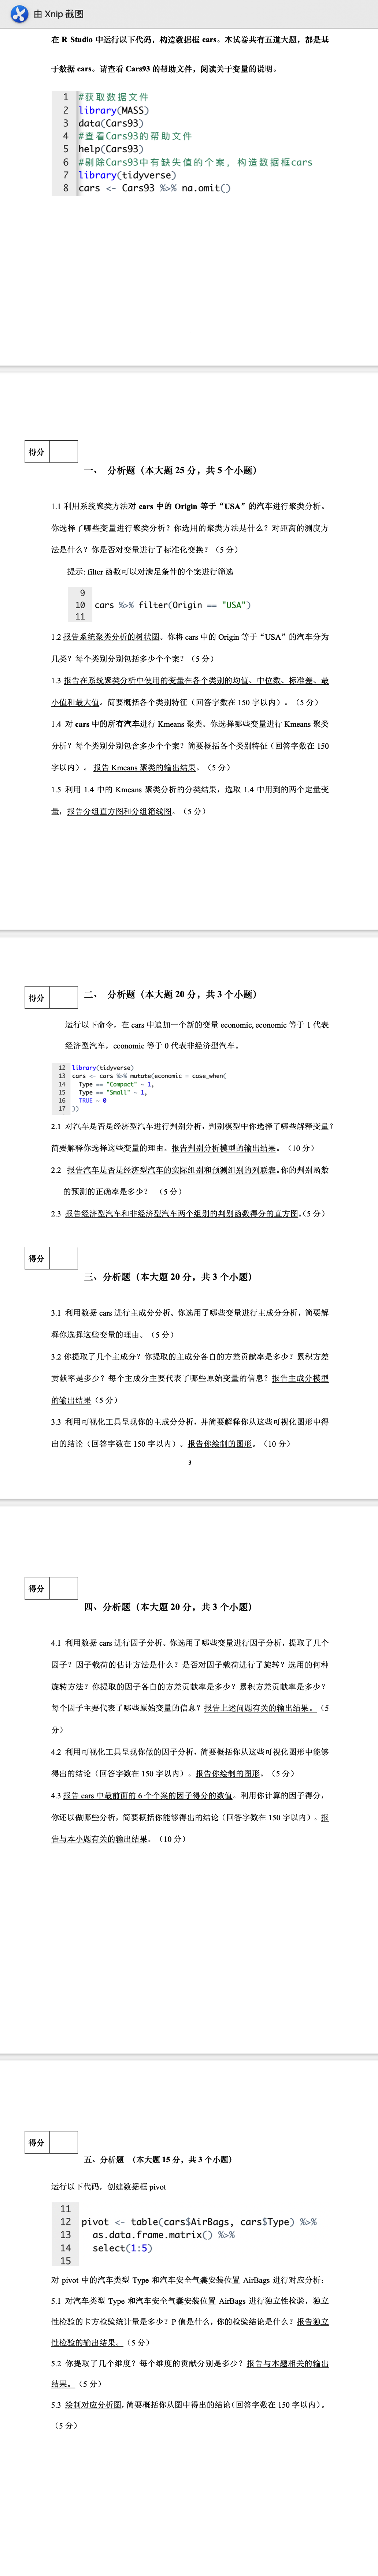 由 Xnip 截图
在 R Studio 中运行以下代码，构造数据框 cars。本试卷共有五道大题，都是基
于数据 cars。请查看 Cars93 的帮助文件，阅读关于变量的说明。
1 #获取数据文件
2 library(MASS)
3 data(Cars93)
4 #查看Cars93的帮助文件
5 help(Cars93)
6 #剔除Cars93中有缺失值的个案，构造数据框cars
7 library(tidyverse)
8 cars <- Cars93 %>% na.omit()
得分
一、 分析题（本大题 25 分，共 5 个小题）
1.1 利用系统聚类方法对 cars 中的 Origin 等于“USA”的汽车进行聚类分析。
你选择了哪些变量进行聚类分析？你选用的聚类方法是什么？对距离的测度方
法是什么？你是否对变量进行了标准化变换？（5 分）
提示: filter 函数可以对满足条件的个案进行筛选
9
10 cars %>% filter(Origin == "USA")
11
1.2 报告系统聚类分析的树状图。你将 cars 中的 Origin 等于“USA”的汽车分为
几类？每个类别分别包括多少个个案？（5 分）
1.3 报告在系统聚类分析中使用的变量在各个类别的均值、中位数、标准差、最
小值和最大值。简要概括各个类别特征（回答字数在 150 字以内）。（5 分）
1.4 对 cars 中的所有汽车进行 Kmeans 聚类。你选择哪些变量进行 Kmeans 聚类
分析？每个类别分别包含多少个个案？简要概括各个类别特征（回答字数在 150
字以内）。 报告 Kmeans 聚类的输出结果。（5 分）
1.5 利用 1.4 中的 Kmeans 聚类分析的分类结果，选取 1.4 中用到的两个定量变
量，报告分组直方图和分组箱线图。（5 分）
得分
二、 分析题（本大题 20 分，共 3 个小题）
运行以下命令，在 cars 中追加一个新的变量 economic, economic 等于 1 代表
经济型汽车，economic 等于 0 代表非经济型汽车。
12 library(tidyverse)
13 cars <- cars %>% mutate(economic = case_when(
14 Type == "Compact" ~ 1,
15 Type == "Small" ~ 1,
16 TRUE ~ 0
17 ))
2.1 对汽车是否是经济型汽车进行判别分析，判别模型中你选择了哪些解释变量？
简要解释你选择这些变量的理由。报告判别分析模型的输出结果。（10 分）
2.2 报告汽车是否是经济型汽车的实际组别和预测组别的列联表。你的判别函数
的预测的正确率是多少？ （5 分）
2.3 报告经济型汽车和非经济型汽车两个组别的判别函数得分的直方图。（5 分）
得分
三、分析题（本大题 20 分，共 3 个小题）
3.1 利用数据 cars 进行主成分分析。你选用了哪些变量进行主成分分析，简要解
释你选择这些变量的理由。（5 分）
3.2 你提取了几个主成分？你提取的主成分各自的方差贡献率是多少？累积方差
贡献率是多少？每个主成分主要代表了哪些原始变量的信息？报告主成分模型
的输出结果（5 分）
3.3 利用可视化工具呈现你的主成分分析，并简要解释你从这些可视化图形中得
出的结论（回答字数在 150 字以内）。报告你绘制的图形。（10 分）
3
得分
四、分析题（本大题 20 分，共 3 个小题）
4.1 利用数据 cars 进行因子分析。你选用了哪些变量进行因子分析，提取了几个
因子？因子载荷的估计方法是什么？是否对因子载荷进行了旋转？选用的何种
旋转方法？你提取的因子各自的方差贡献率是多少？累积方差贡献率是多少？
每个因子主要代表了哪些原始变量的信息？报告上述问题有关的输出结果。（5
分）
4.2 利用可视化工具呈现你做的因子分析，简要概括你从这些可视化图形中能够
得出的结论（回答字数在 150 字以内）。报告你绘制的图形。（5 分）
4.3 报告 cars 中最前面的 6 个个案的因子得分的数值。利用你计算的因子得分，
你还以做哪些分析，简要概括你能够得出的结论（回答字数在 150 字以内）。报
告与本小题有关的输出结果。（10 分）
得分
五、分析题 （本大题 15 分，共 3 个小题）
运行以下代码，创建数据框 pivot
11
12 pivot <- table(cars$AirBags, cars$Type) %>%
13 as.data.frame.matrix() %>%
14 select(1:5)
15
对 pivot 中的汽车类型 Type 和汽车安全气囊安装位置 AirBags 进行对应分析：
5.1 对汽车类型 Type 和汽车安全气囊安装位置 AirBags 进行独立性检验，独立
性检验的卡方检验统计量是多少？P 值是什么，你的检验结论是什么？报告独立
性检验的输出结果。（5 分）
5.2 你提取了几个维度？每个维度的贡献分别是多少？报告与本题相关的输出
结果。（5 分）
5.3 绘制对应分析图，简要概括你从图中得出的结论（回答字数在 150 字以内）。
（5 分）